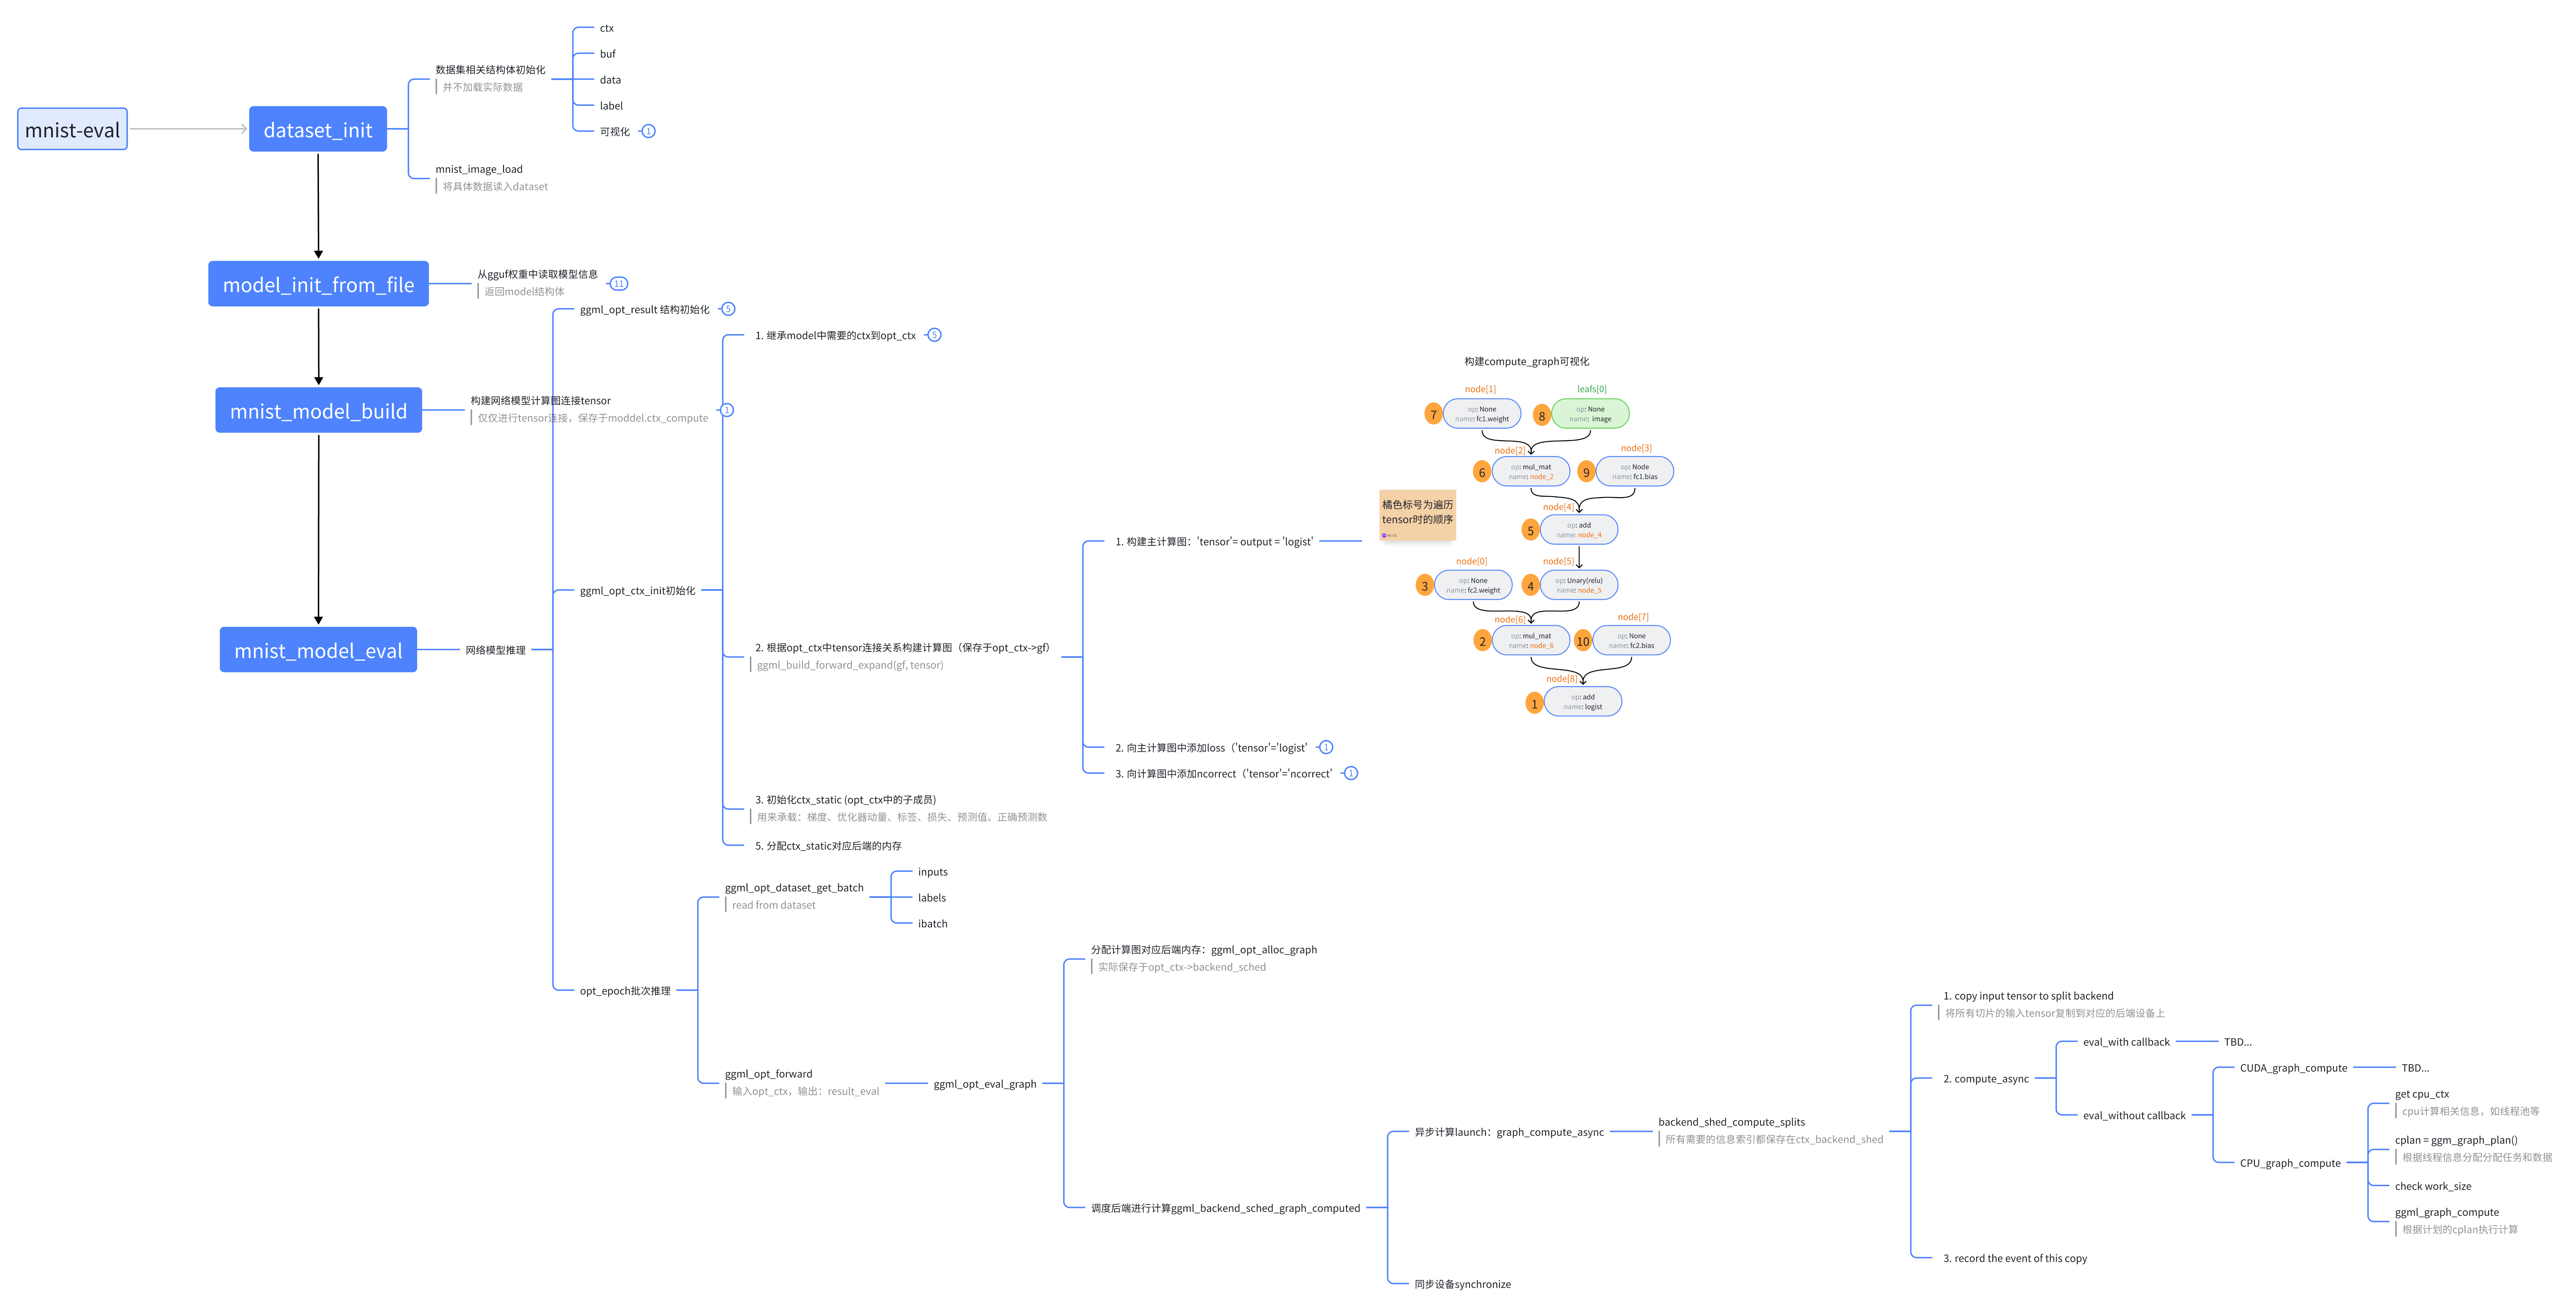 mnist-eval
dataset_init
数据集相关结构体初始化
并不加载实际数据
ctx
buf
data
label
可视化
1
mnist_image_load
将具体数据读入dataset
model_init_from_file
从gguf权重中读取模型信息
返回model结构体
11
mnist_model_build
构建网络模型计算图连接tensor
仅仅进行tensor连接，保存于moddel.ctx_compute
1
mnist_model_eval
网络模型推理
ggml_opt_result 结构初始化
5
ggml_opt_ctx_init初始化
1. 继承model中需要的ctx到opt_ctx
5
2. 根据opt_ctx中tensor连接关系构建计算图（保存于opt_ctx->gf）
ggml_build_forward_expand(gf, tensor)
1. 构建主计算图：'tensor'= output = 'logist'
构建compute_graph可视化
橘色标号为遍历
tensor时的顺序
node[1]
7
op: None
name: fc1.weight
leafs[0]
8
op: None
name: image
node[2]
6
op: mul_mat
name: node_2
node[3]
9
op: Node
name: fc1.bias
node[4]
5
op: add
name: node_4
node[0]
3
op: None
name: fc2.weight
node[5]
4
op: Unary(relu)
name: node_5
node[6]
2
op: mul_mat
name: node_6
node[7]
10
op: None
name: fc2.bias
node[8]
1
op: add
name: logist
2. 向主计算图中添加loss（'tensor'='logist'
1
3. 向计算图中添加ncorrect（'tensor'='ncorrect'
1
3. 初始化ctx_static (opt_ctx中的子成员)
用来承载：梯度、优化器动量、标签、损失、预测值、正确预测数
5. 分配ctx_static对应后端的内存
opt_epoch批次推理
ggml_opt_dataset_get_batch
read from dataset
inputs
labels
ibatch
ggml_opt_forward
输入opt_ctx，输出：result_eval
ggml_opt_eval_graph
分配计算图对应后端内存：ggml_opt_alloc_graph
实际保存于opt_ctx->backend_sched
调度后端进行计算ggml_backend_sched_graph_computed
异步计算launch：graph_compute_async
backend_shed_compute_splits
所有需要的信息索引都保存在ctx_backend_shed
1. copy input tensor to split backend
将所有切片的输入tensor复制到对应的后端设备上
2. compute_async
eval_with callback
TBD...
eval_without callback
CUDA_graph_compute
TBD...
CPU_graph_compute
get cpu_ctx
cpu计算相关信息，如线程池等
cplan = ggm_graph_plan()
根据线程信息分配分配任务和数据
check work_size
ggml_graph_compute
根据计划的cplan执行计算
3. record the event of this copy
同步设备synchronize